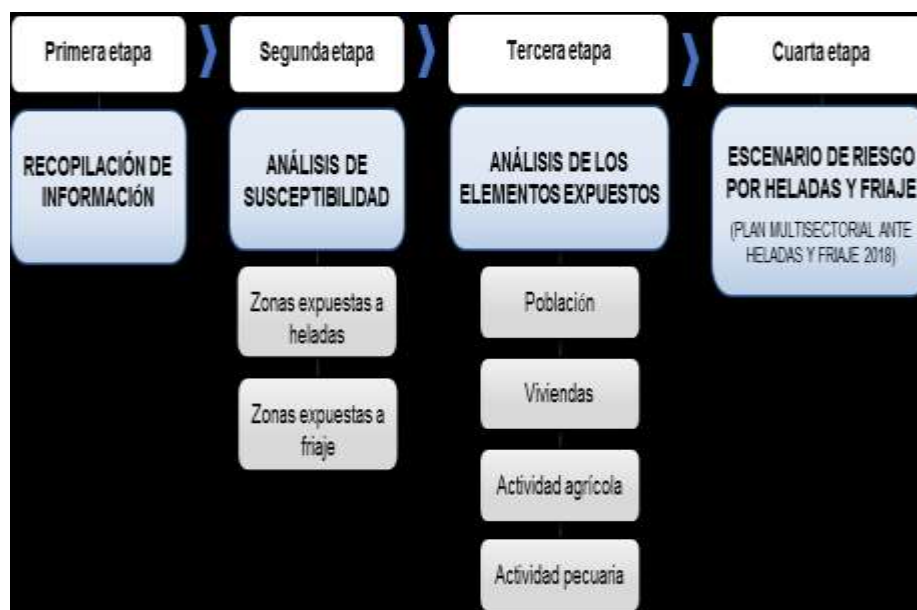 Primera etapa
Segunda etapa
Tercera etapa
Cuarta etapa
RECOPILACIÓN DE
INFORMACIÓN
ANÁLISIS DE
SUSCEPTIBILIDAD
Zonas expuestas a
heladas
Zonas expuestas a
friaje
ANÁLISIS DE LOS
ELEMENTOS EXPUESTOS
Población
Viviendas
Actividad agrícola
Actividad pecuaria
ESCENARIO DE RIESGO
POR HELADAS Y FRIAJE
(PLAN MULTISECTORIAL ANTE
HELADAS Y FRIAJE 2018)